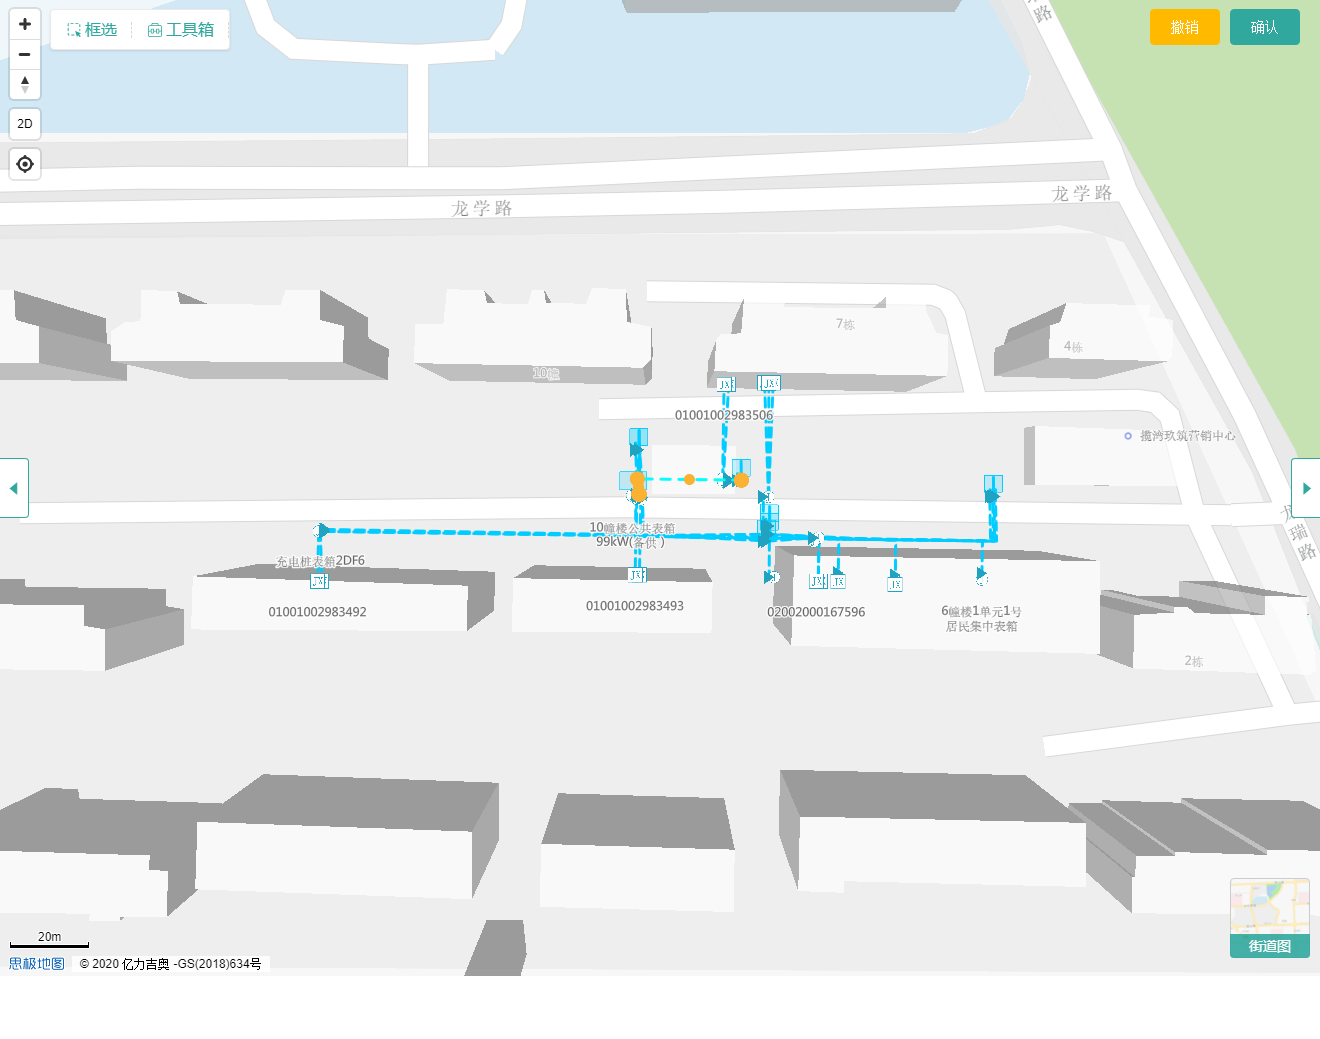 框选
工具箱
撤销
确认
2D
路
龙学路
龙学路
7栋
4栋
10幢
JX
JX
01001002983506
揽湾玖筑营销中心
龙瑞路
10幢楼公共表箱
99kW(备供 )
充电桩表箱2DF6
JX
JX
JX
JX
JX
01001002983492
01001002983493
02002000167596
6幢楼1单元1号
居民集中表箱
2栋
20m
思极地图
© 2020 亿力吉奥 -GS(2018)634号
街道图